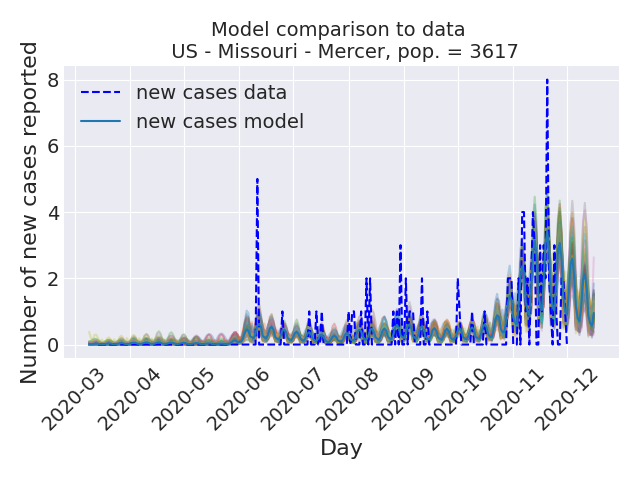 Model comparison to data
US - Missouri - Mercer, pop. = 3617
Number of new cases reported
8
6
4
2
0
new cases data
new cases model
2020-03
2020-04
2020-05
2020-06
2020-07
2020-08
2020-09
2020-10
2020-11
2020-12
Day